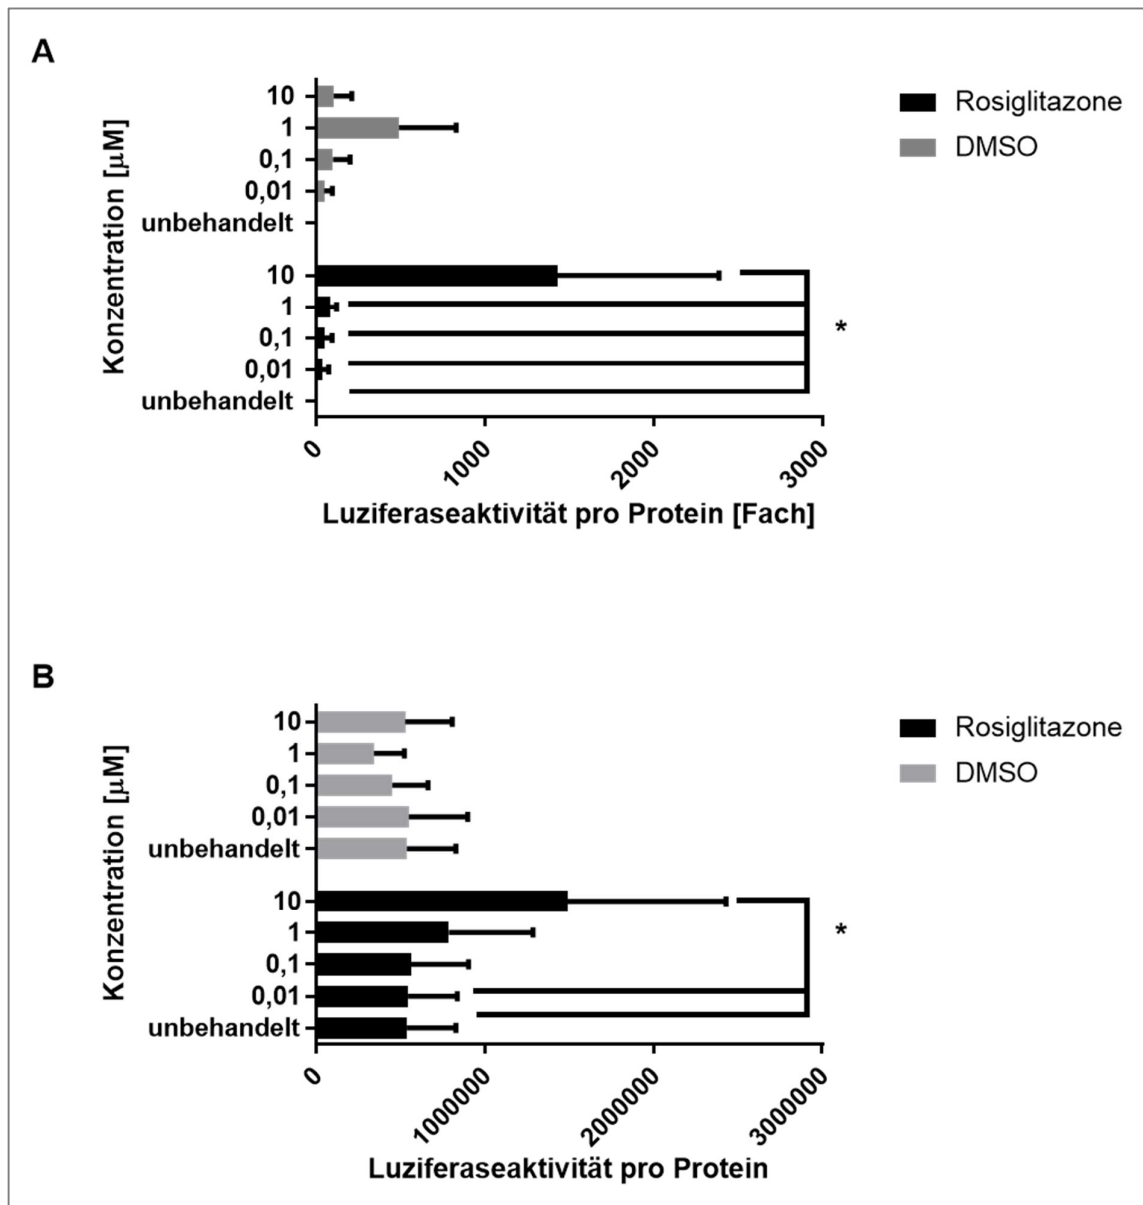 A
Konzentration [µM]
10
1
0,1
0,01
unbehandelt
10
1
0,1
0,01
unbehandelt
*
0
1000
2000
3000
Luziferaseaktivität pro Protein [Fach]
Rosiglitazone
DMSO
B
Konzentration [µM]
10
1
0,1
0,01
unbehandelt
10
1
0,1
0,01
unbehandelt
*
0
1000000
2000000
3000000
Luziferaseaktivität pro Protein
Rosiglitazone
DMSO